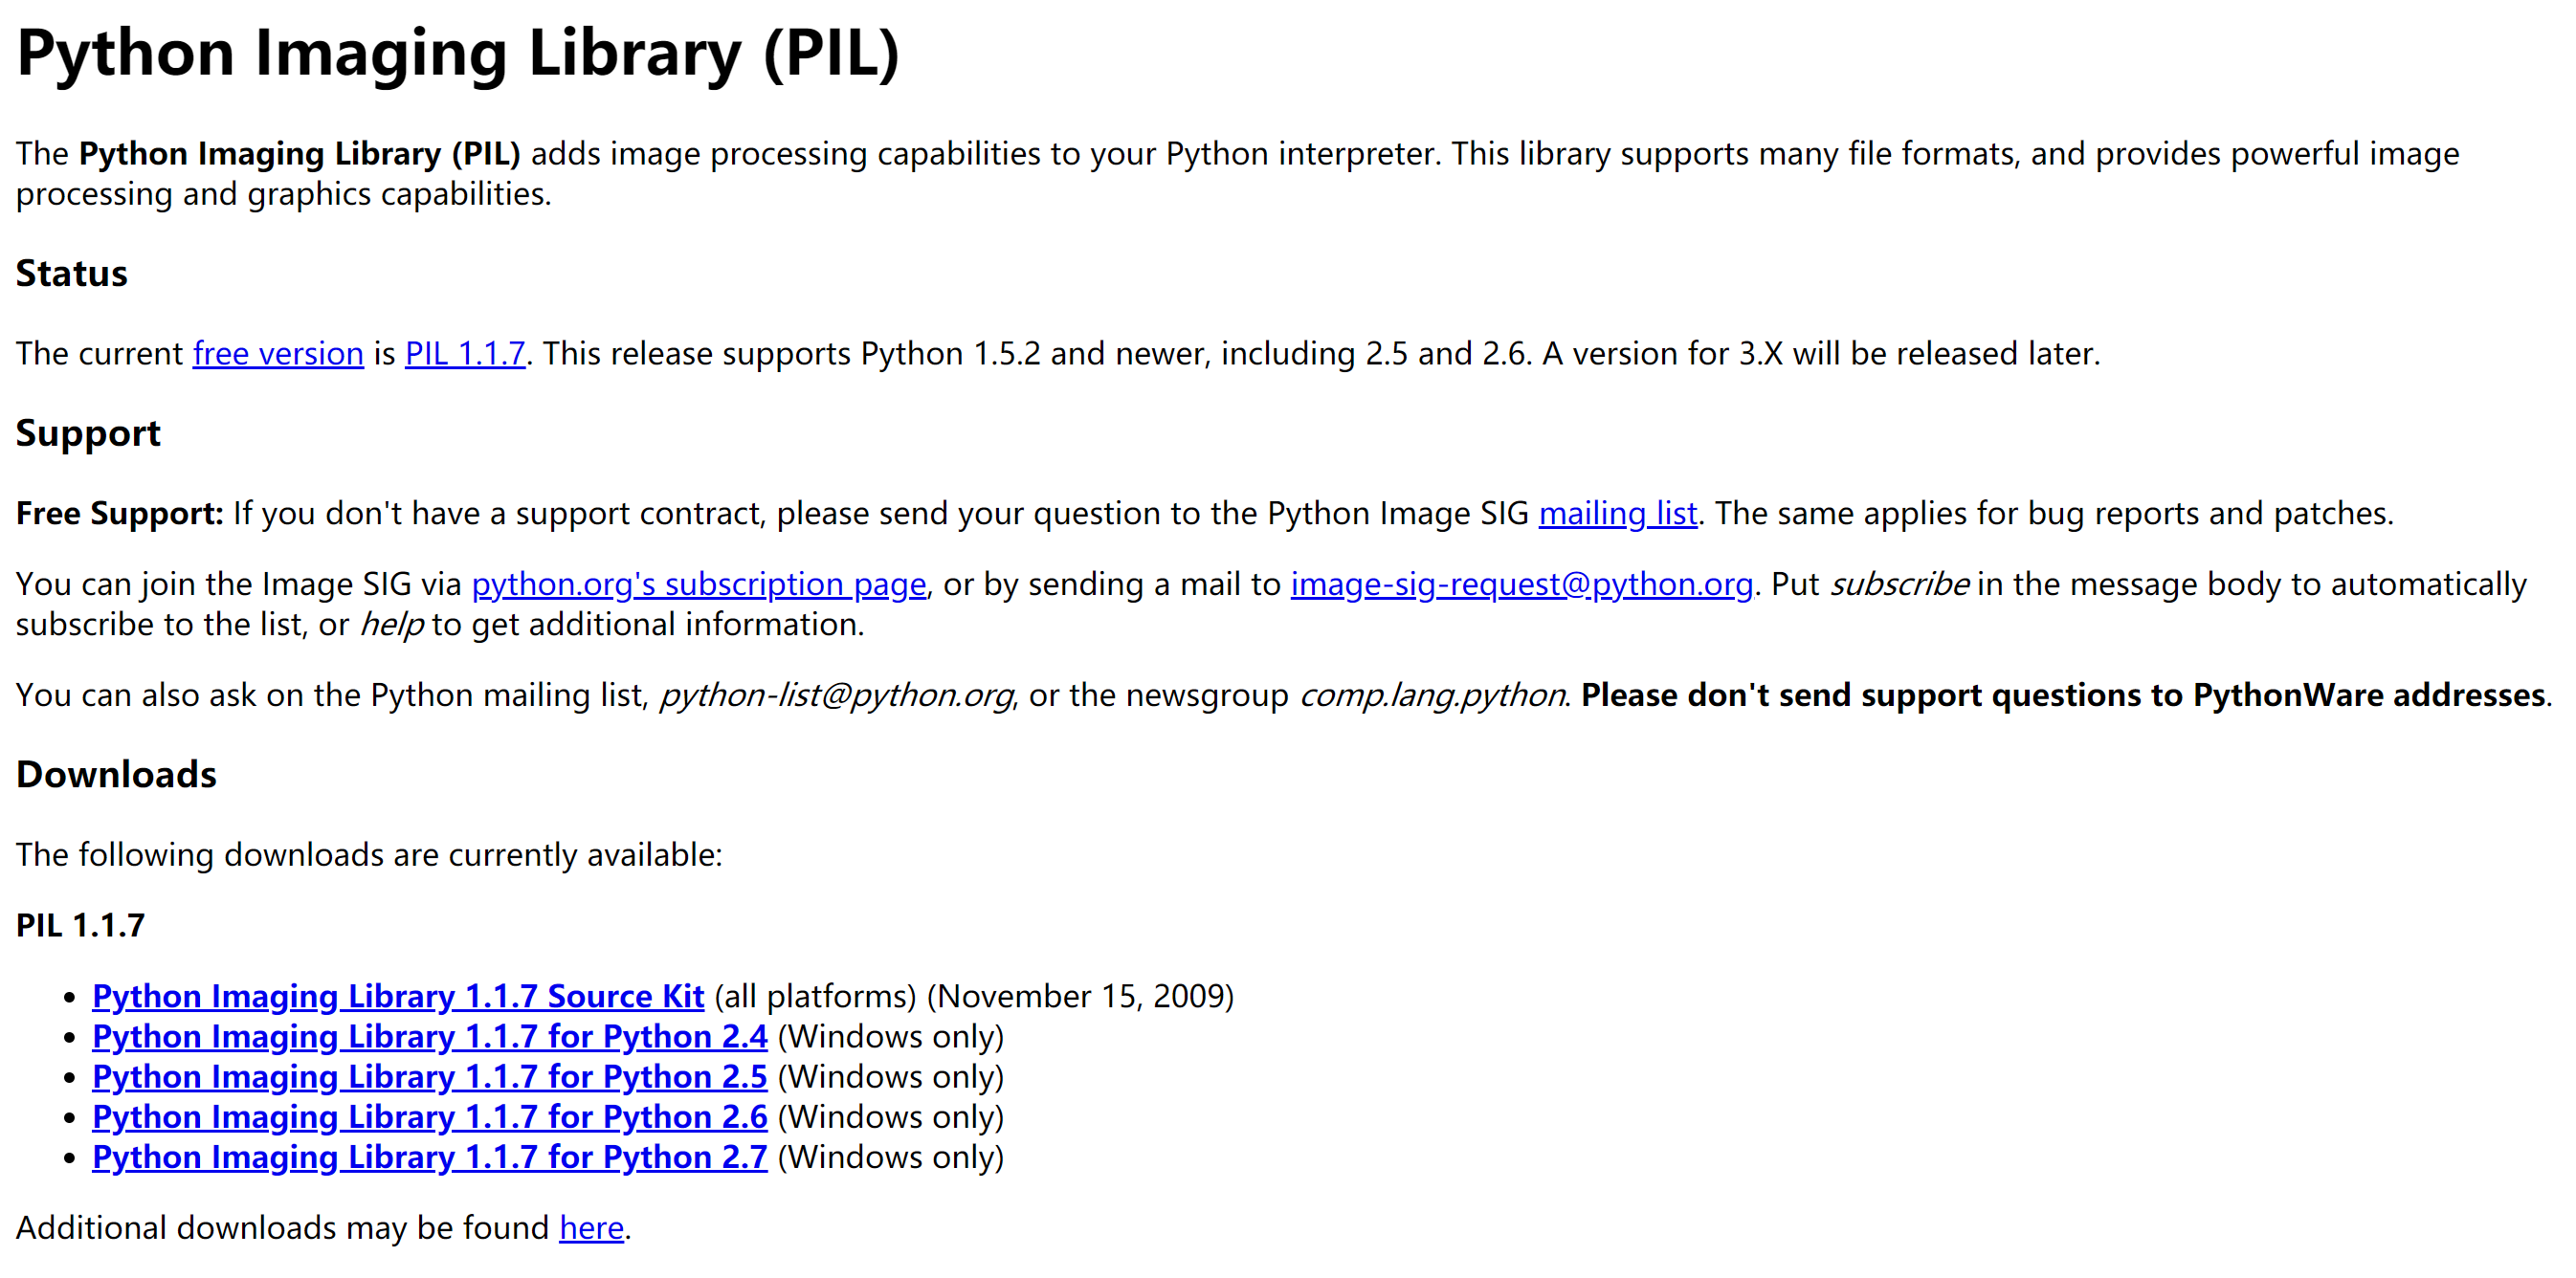 Python Imaging Library (PIL)
The Python Imaging Library (PIL) adds image processing capabilities to your Python interpreter. This library supports many file formats, and provides powerful image
processing and graphics capabilities.
Status
The current free version is PIL 1.1.7. This release supports Python 1.5.2 and newer, including 2.5 and 2.6. A version for 3.X will be released later.
Support
Free Support: If you don't have a support contract, please send your question to the Python Image SIG mailing list. The same applies for bug reports and patches.
You can join the Image SIG via python.org's subscription page, or by sending a mail to image-sig-request@python.org. Put subscribe in the message body to automatically
subscribe to the list, or help to get additional information.
You can also ask on the Python mailing list, python-list@python.org, or the newsgroup comp.lang.python. Please don't send support questions to PythonWare addresses.
Downloads
The following downloads are currently available:
PIL 1.1.7
• Python Imaging Library 1.1.7 Source Kit (all platforms) (November 15, 2009)
• Python Imaging Library 1.1.7 for Python 2.4 (Windows only)
• Python Imaging Library 1.1.7 for Python 2.5 (Windows only)
• Python Imaging Library 1.1.7 for Python 2.6 (Windows only)
• Python Imaging Library 1.1.7 for Python 2.7 (Windows only)
Additional downloads may be found here.